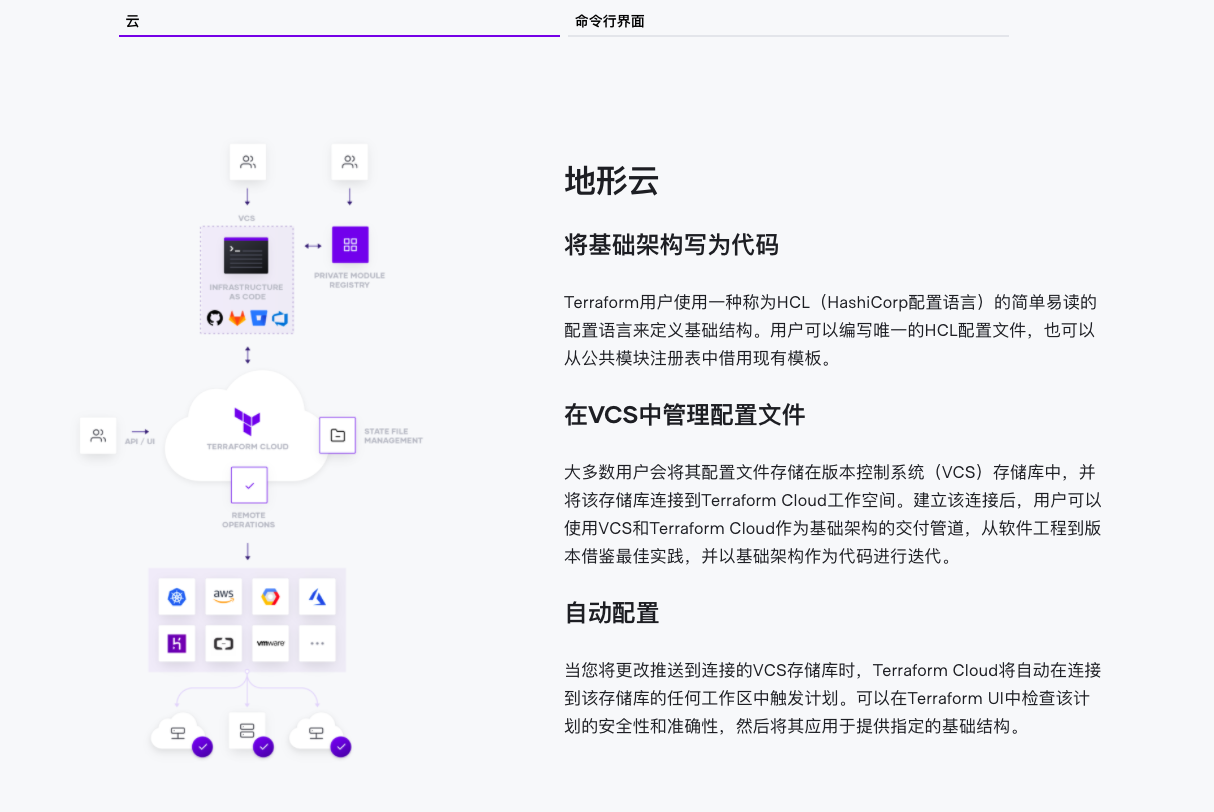 云
命令行界面
VCS
INFRASTRUCTURE
AS CODE
PRIVATE MODULE
REGISTRY
API / UI
TERRAFORM CLOUD
STATE FILE
MANAGEMENT
REMOTE
OPERATIONS
aws
vmware
地形云
将基础架构写为代码
Terraform用户使用一种称为HCL（HashiCorp配置语言）的简单易读的
配置语言来定义基础结构。用户可以编写唯一的HCL配置文件，也可以
从公共模块注册表中借用现有模板。
在VCS中管理配置文件
大多数用户会将其配置文件存储在版本控制系统（VCS）存储库中，并
将该存储库连接到Terraform Cloud工作空间。建立该连接后，用户可以
使用VCS和Terraform Cloud作为基础架构的交付管道，从软件工程到版
本借鉴最佳实践，并以基础架构作为代码进行迭代。
自动配置
当您将更改推送到连接的VCS存储库时，Terraform Cloud将自动在连接
到该存储库的任何工作区中触发计划。可以在Terraform UI中检查该计
划的安全性和准确性，然后将其应用于提供指定的基础结构。